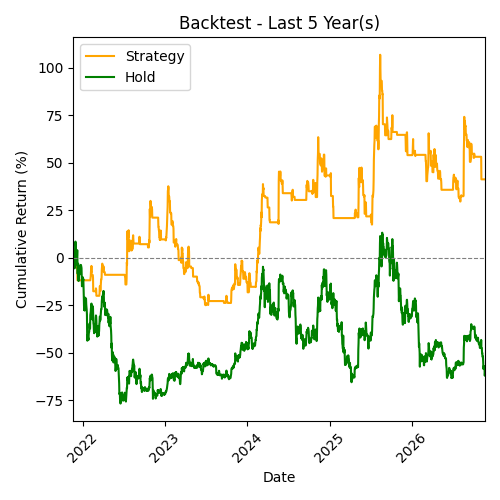 Backtest - Last 5 Year(s)
Strategy
Hold
Cumulative Return (%)
100
75
50
25
0
−25
−50
−75
2022
2023
2024
2025
2026
Date